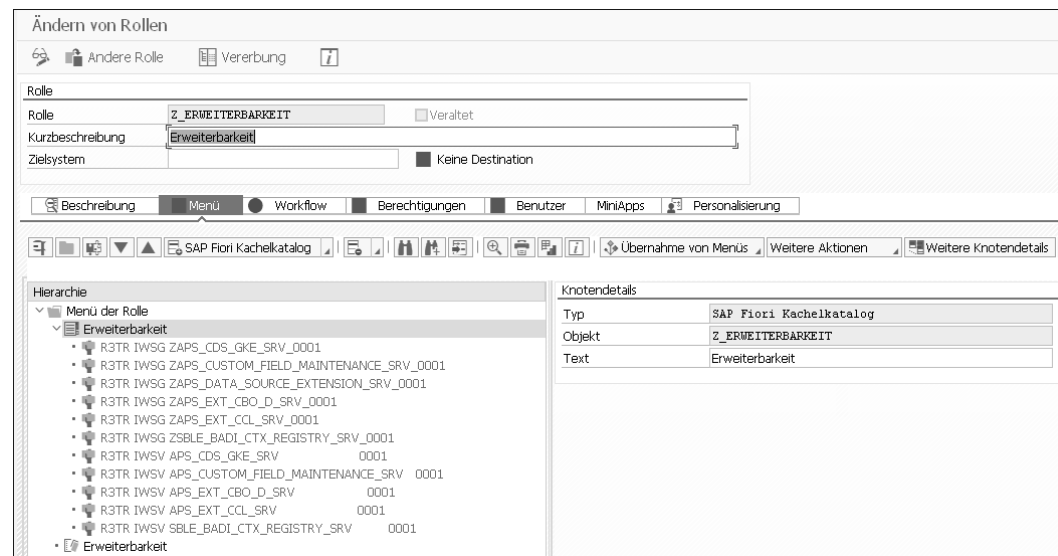 Ändern von Rollen
Andere Rolle Vererbung
Rolle
Rolle Z_ERWEITERBARKEIT Veraltet
Kurzbeschreibung Erweiterbarkeit
Zielsystem Keine Destination
Beschreibung Menü Workflow Berechtigungen Benutzer MiniApps Personalisierung
SAP Fiori Kachelkatalog Übernahme von Menüs Weitere Aktionen Weitere Knotendetails
Hierarchie
Menü der Rolle
Erweiterbarkeit
R3TR IWSG ZAPS_CDS_GKE_SRV_0001
R3TR IWSG ZAPS_CUSTOM_FIELD_MAINTENANCE_SRV_0001
R3TR IWSG ZAPS_DATA_SOURCE_EXTENSION_SRV_0001
R3TR IWSG ZAPS_EXT_CBO_D_SRV_0001
R3TR IWSG ZAPS_EXT_CCL_SRV_0001
R3TR IWSG ZSBLE_BADI_CTX_REGISTRY_SRV_0001
R3TR IWSV APS_CDS_GKE_SRV 0001
R3TR IWSV APS_CUSTOM_FIELD_MAINTENANCE_SRV 0001
R3TR IWSV APS_EXT_CBO_D_SRV 0001
R3TR IWSV APS_EXT_CCL_SRV 0001
R3TR IWSV SBLE_BADI_CTX_REGISTRY_SRV 0001
Erweiterbarkeit
Knotendetails
Typ SAP Fiori Kachelkatalog
Objekt Z_ERWEITERBARKEIT
Text Erweiterbarkeit